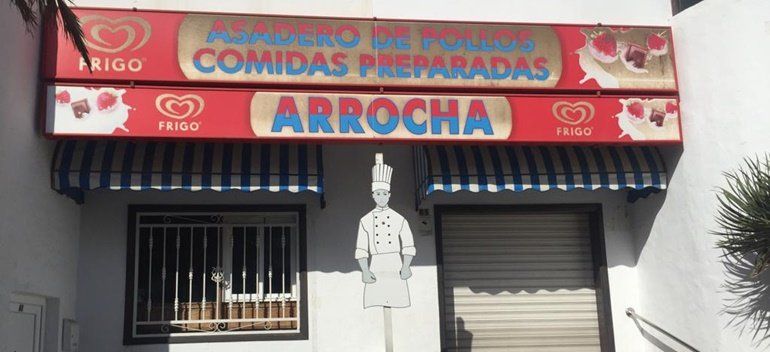 ASADERO DE POLLOS
COMIDAS PREPARADAS
FRIGO
ARROCHA
FRIGO
FRIGO